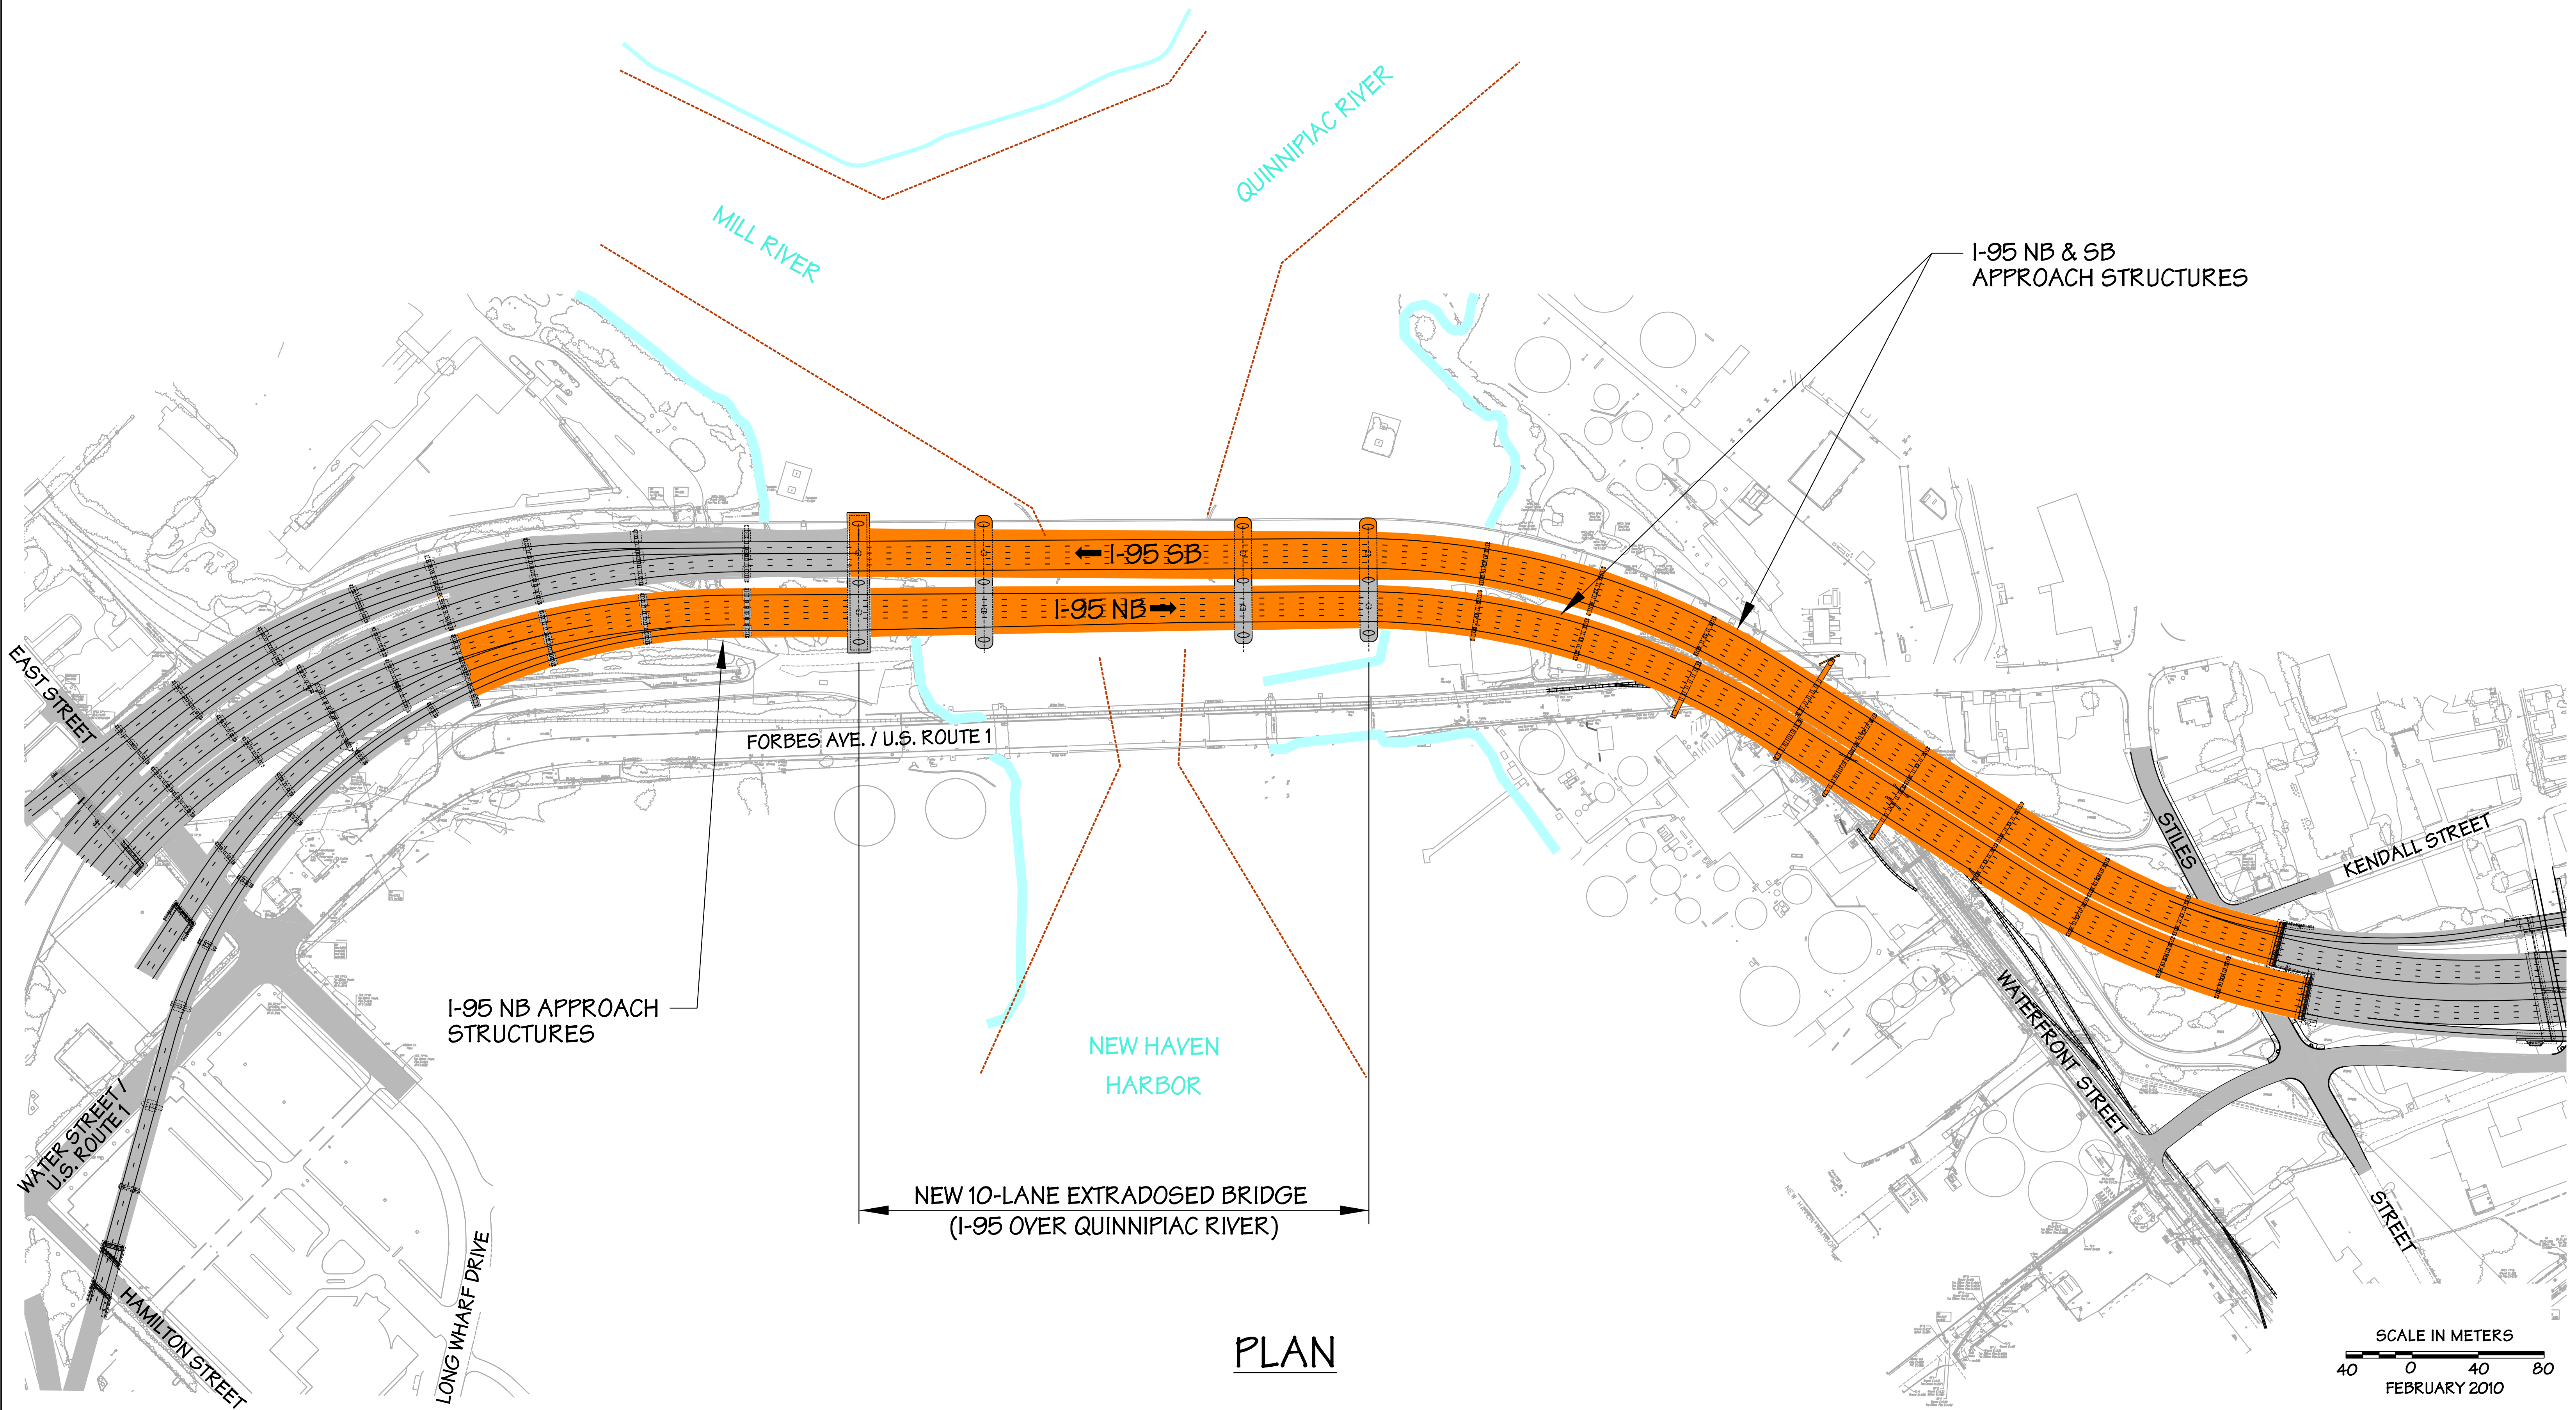 QUINNIPIAC RIVER
MILL RIVER
I-95 NB & SB
APPROACH STRUCTURES
I-95 SB
I-95 NB
EAST STREET
FORBES AVE. / U.S. ROUTE 1
STILES
KENDALL STREET
I-95 NB APPROACH
STRUCTURES
NEW HAVEN
HARBOR
WATERFRONT STREET
WATER STREET /
U.S. ROUTE 1
NEW 10-LANE EXTRADOSED BRIDGE
(I-95 OVER QUINNIPIAC RIVER)
STREET
HAMILTON STREET
LONG WHARF DRIVE
PLAN
SCALE IN METERS
40 0 40 80
FEBRUARY 2010